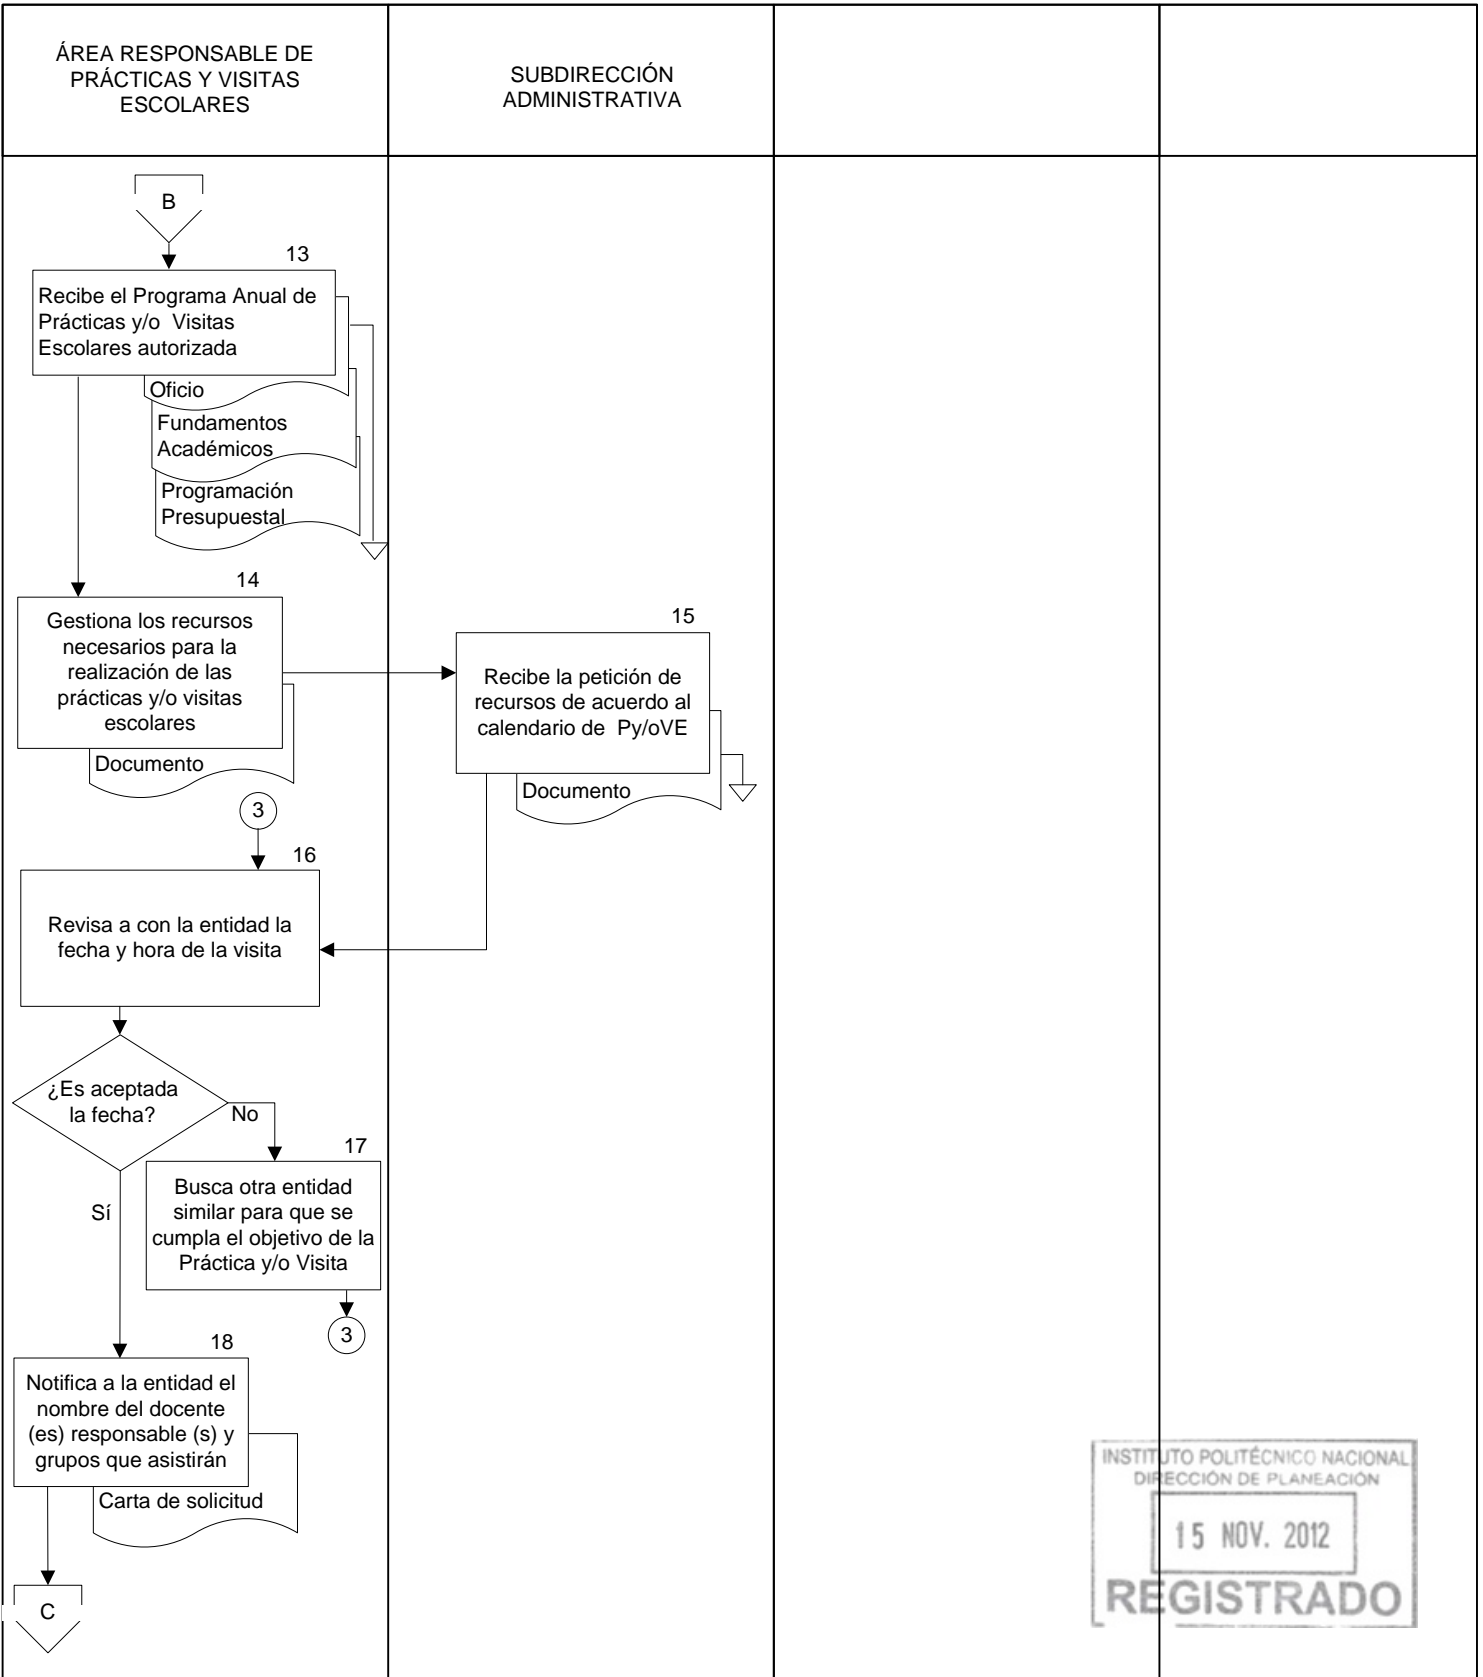 ÁREA RESPONSABLE DE
PRÁCTICAS Y VISITAS
ESCOLARES
SUBDIRECCIÓN
ADMINISTRATIVA
B
13
Recibe el Programa Anual de
Prácticas y/o Visitas
Escolares autorizada
Oficio
Fundamentos
Académicos
Programación
Presupuestal
14
Gestiona los recursos
necesarios para la
realización de las
prácticas y/o visitas
escolares
Documento
15
Recibe la petición de
recursos de acuerdo al
calendario de Py/oVE
Documento
3
16
Revisa a con la entidad la
fecha y hora de la visita
¿Es aceptada
la fecha?
No
Sí
17
Busca otra entidad
similar para que se
cumpla el objetivo de la
Práctica y/o Visita
3
18
Notifica a la entidad el
nombre del docente
(es) responsable (s) y
grupos que asistirán
Carta de solicitud
C
INSTITUTO POLITÉCNICO NACIONAL
DIRECCIÓN DE PLANEACIÓN
15 NOV. 2012
REGISTRADO